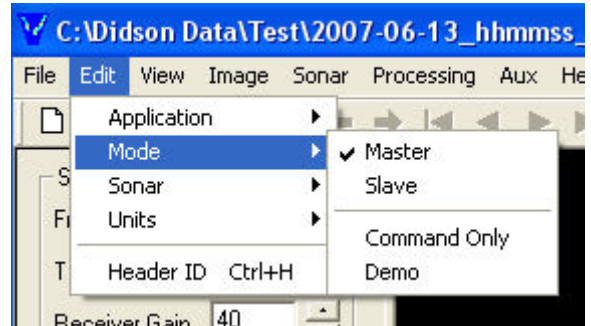 C:\Didson Data\Test\2007-06-13_hhmmss_
File Edit View Image Sonar Processing Aux
Application
Mode
Sonar
Units
Header ID Ctrl+H
Master
Slave
Command Only
Demo
Receiver Gain 40